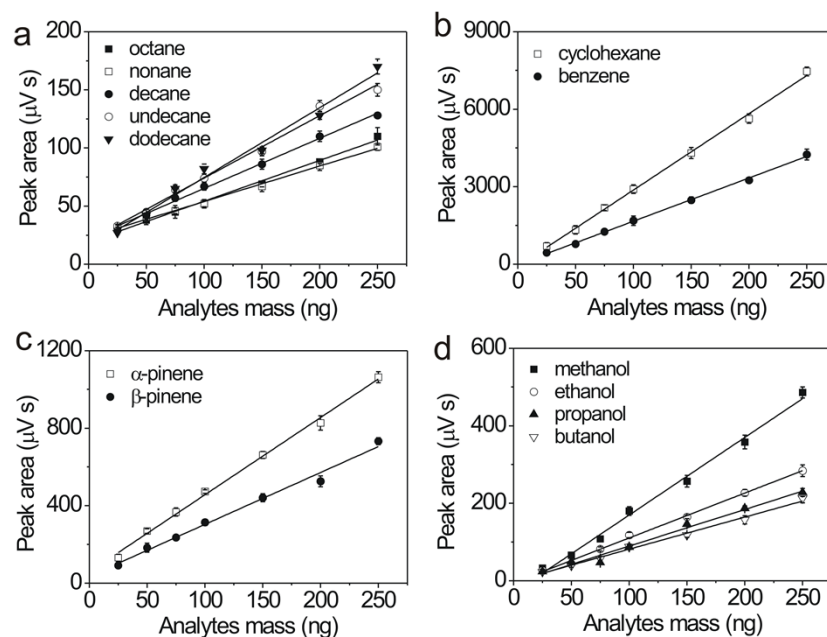 a
octane
nonane
decane
undecane
dodecane
Peak area (μV s)
200
150
100
50
0
0 50 100 150 200 250
Analytes mass (ng)
b
cyclohexane
benzene
Peak area (μV s)
9000
6000
3000
0
0 50 100 150 200 250
Analytes mass (ng)
c
α-pinene
β-pinene
Peak area (μV s)
1200
800
400
0
0 50 100 150 200 250
Analytes mass (ng)
d
methanol
ethanol
propanol
butanol
Peak area (μV s)
600
400
200
0
0 50 100 150 200 250
Analytes mass (ng)